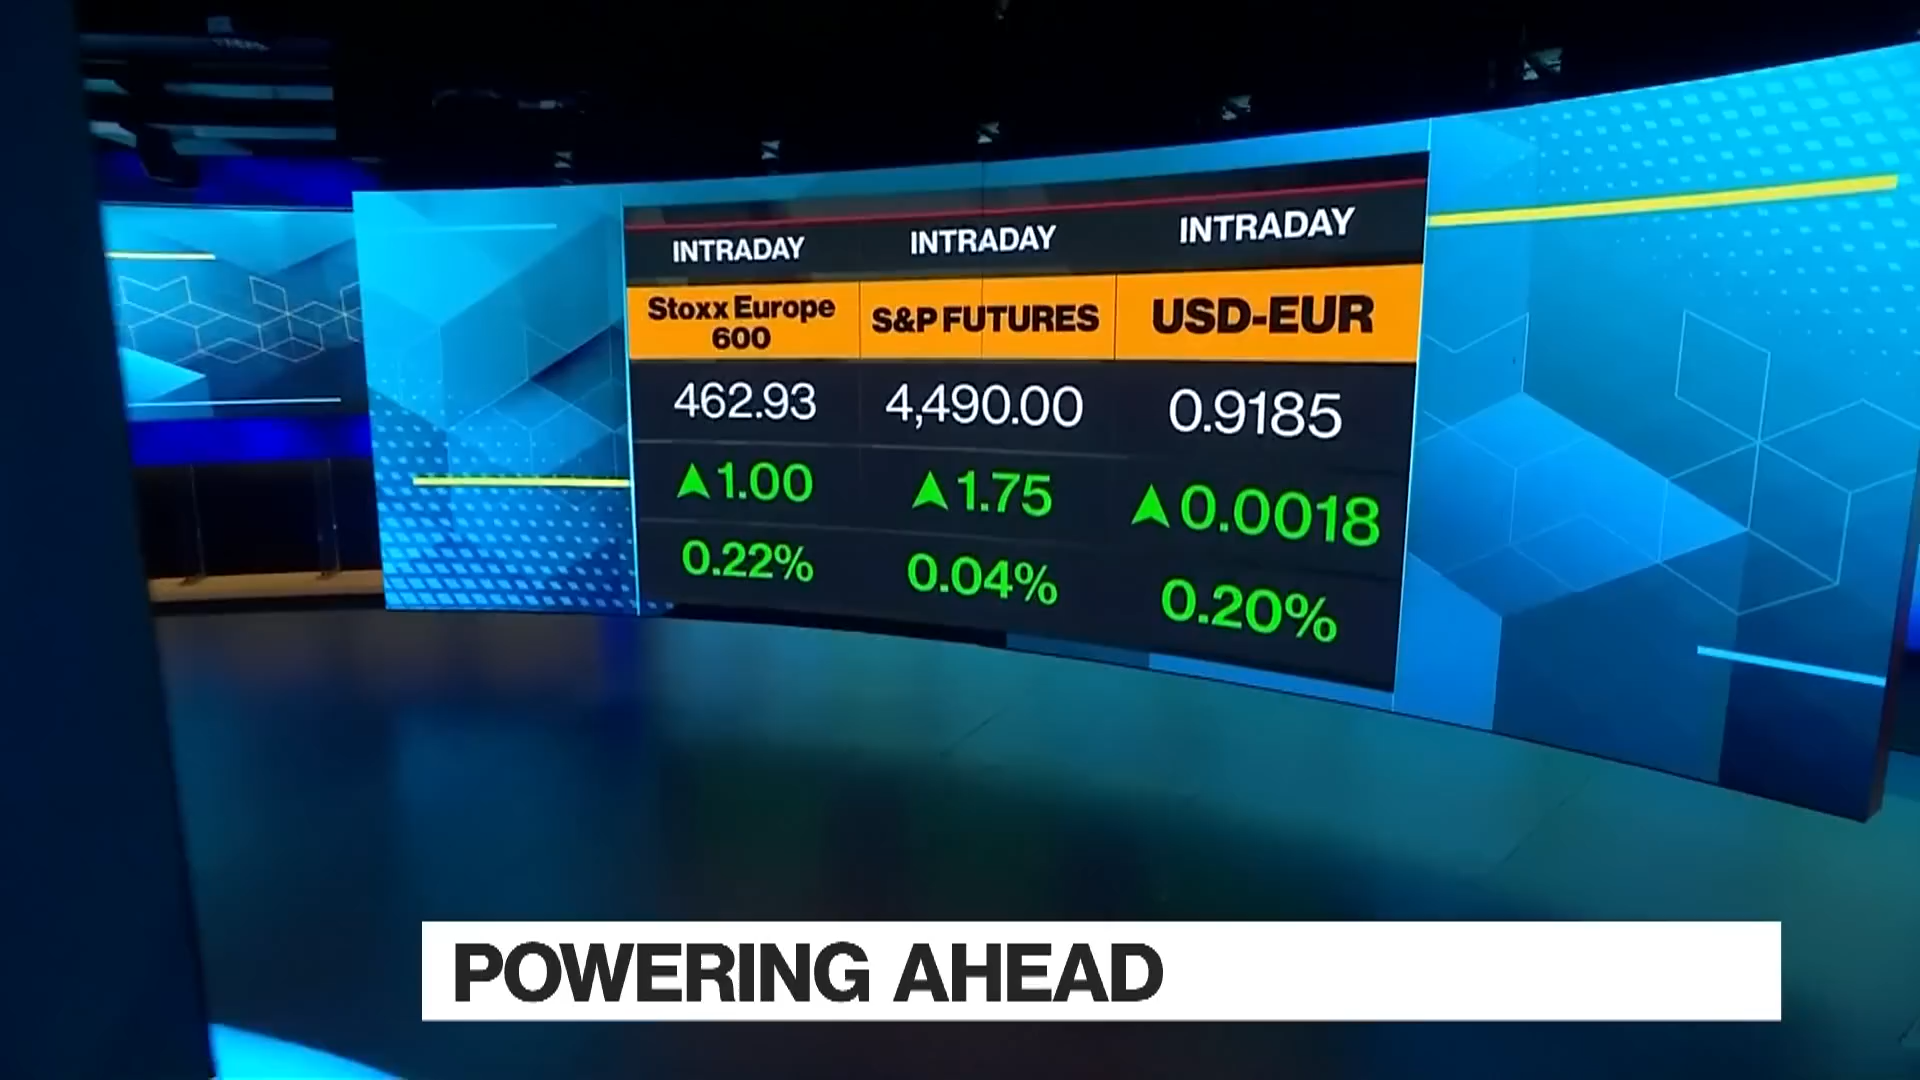 INTRADAY INTRADAY INTRADAY
Stoxx Europe
600
S&P FUTURES
USD-EUR
462.93 4,490.00 0.9185
▲1.00 ▲1.75 ▲0.0018
0.22% 0.04% 0.20%
POWERING AHEAD